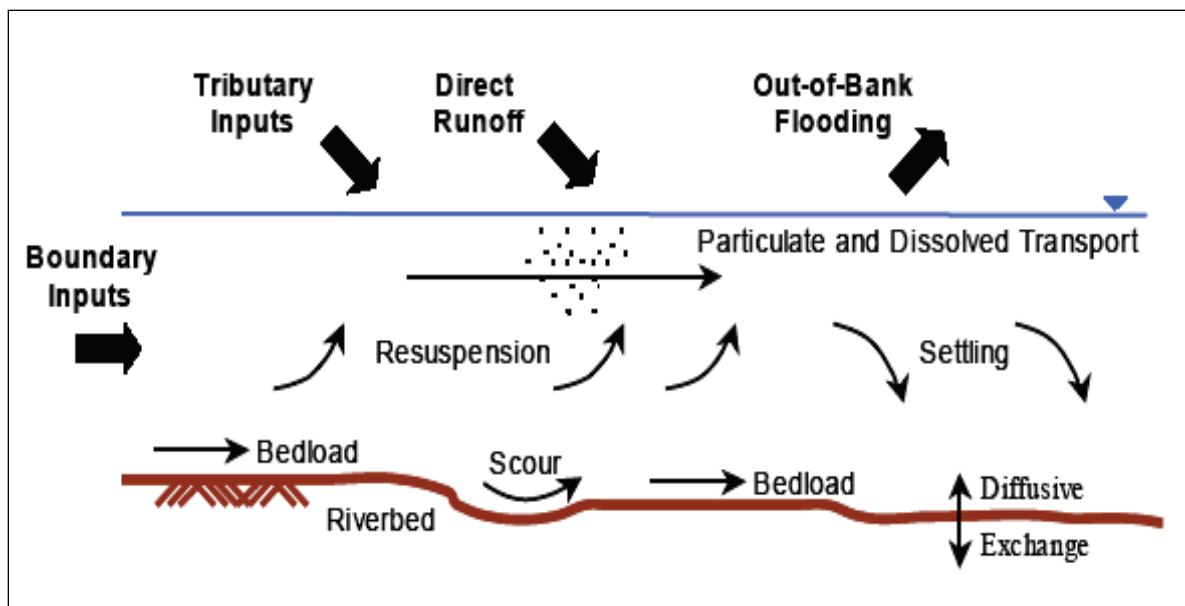 Tributary
Inputs
Direct
Runoff
Out-of-Bank
Flooding
Particulate and Dissolved Transport
Boundary
Inputs
Resuspension
Settling
Bedload
Scour
Bedload
Diffusive
Riverbed
Exchange